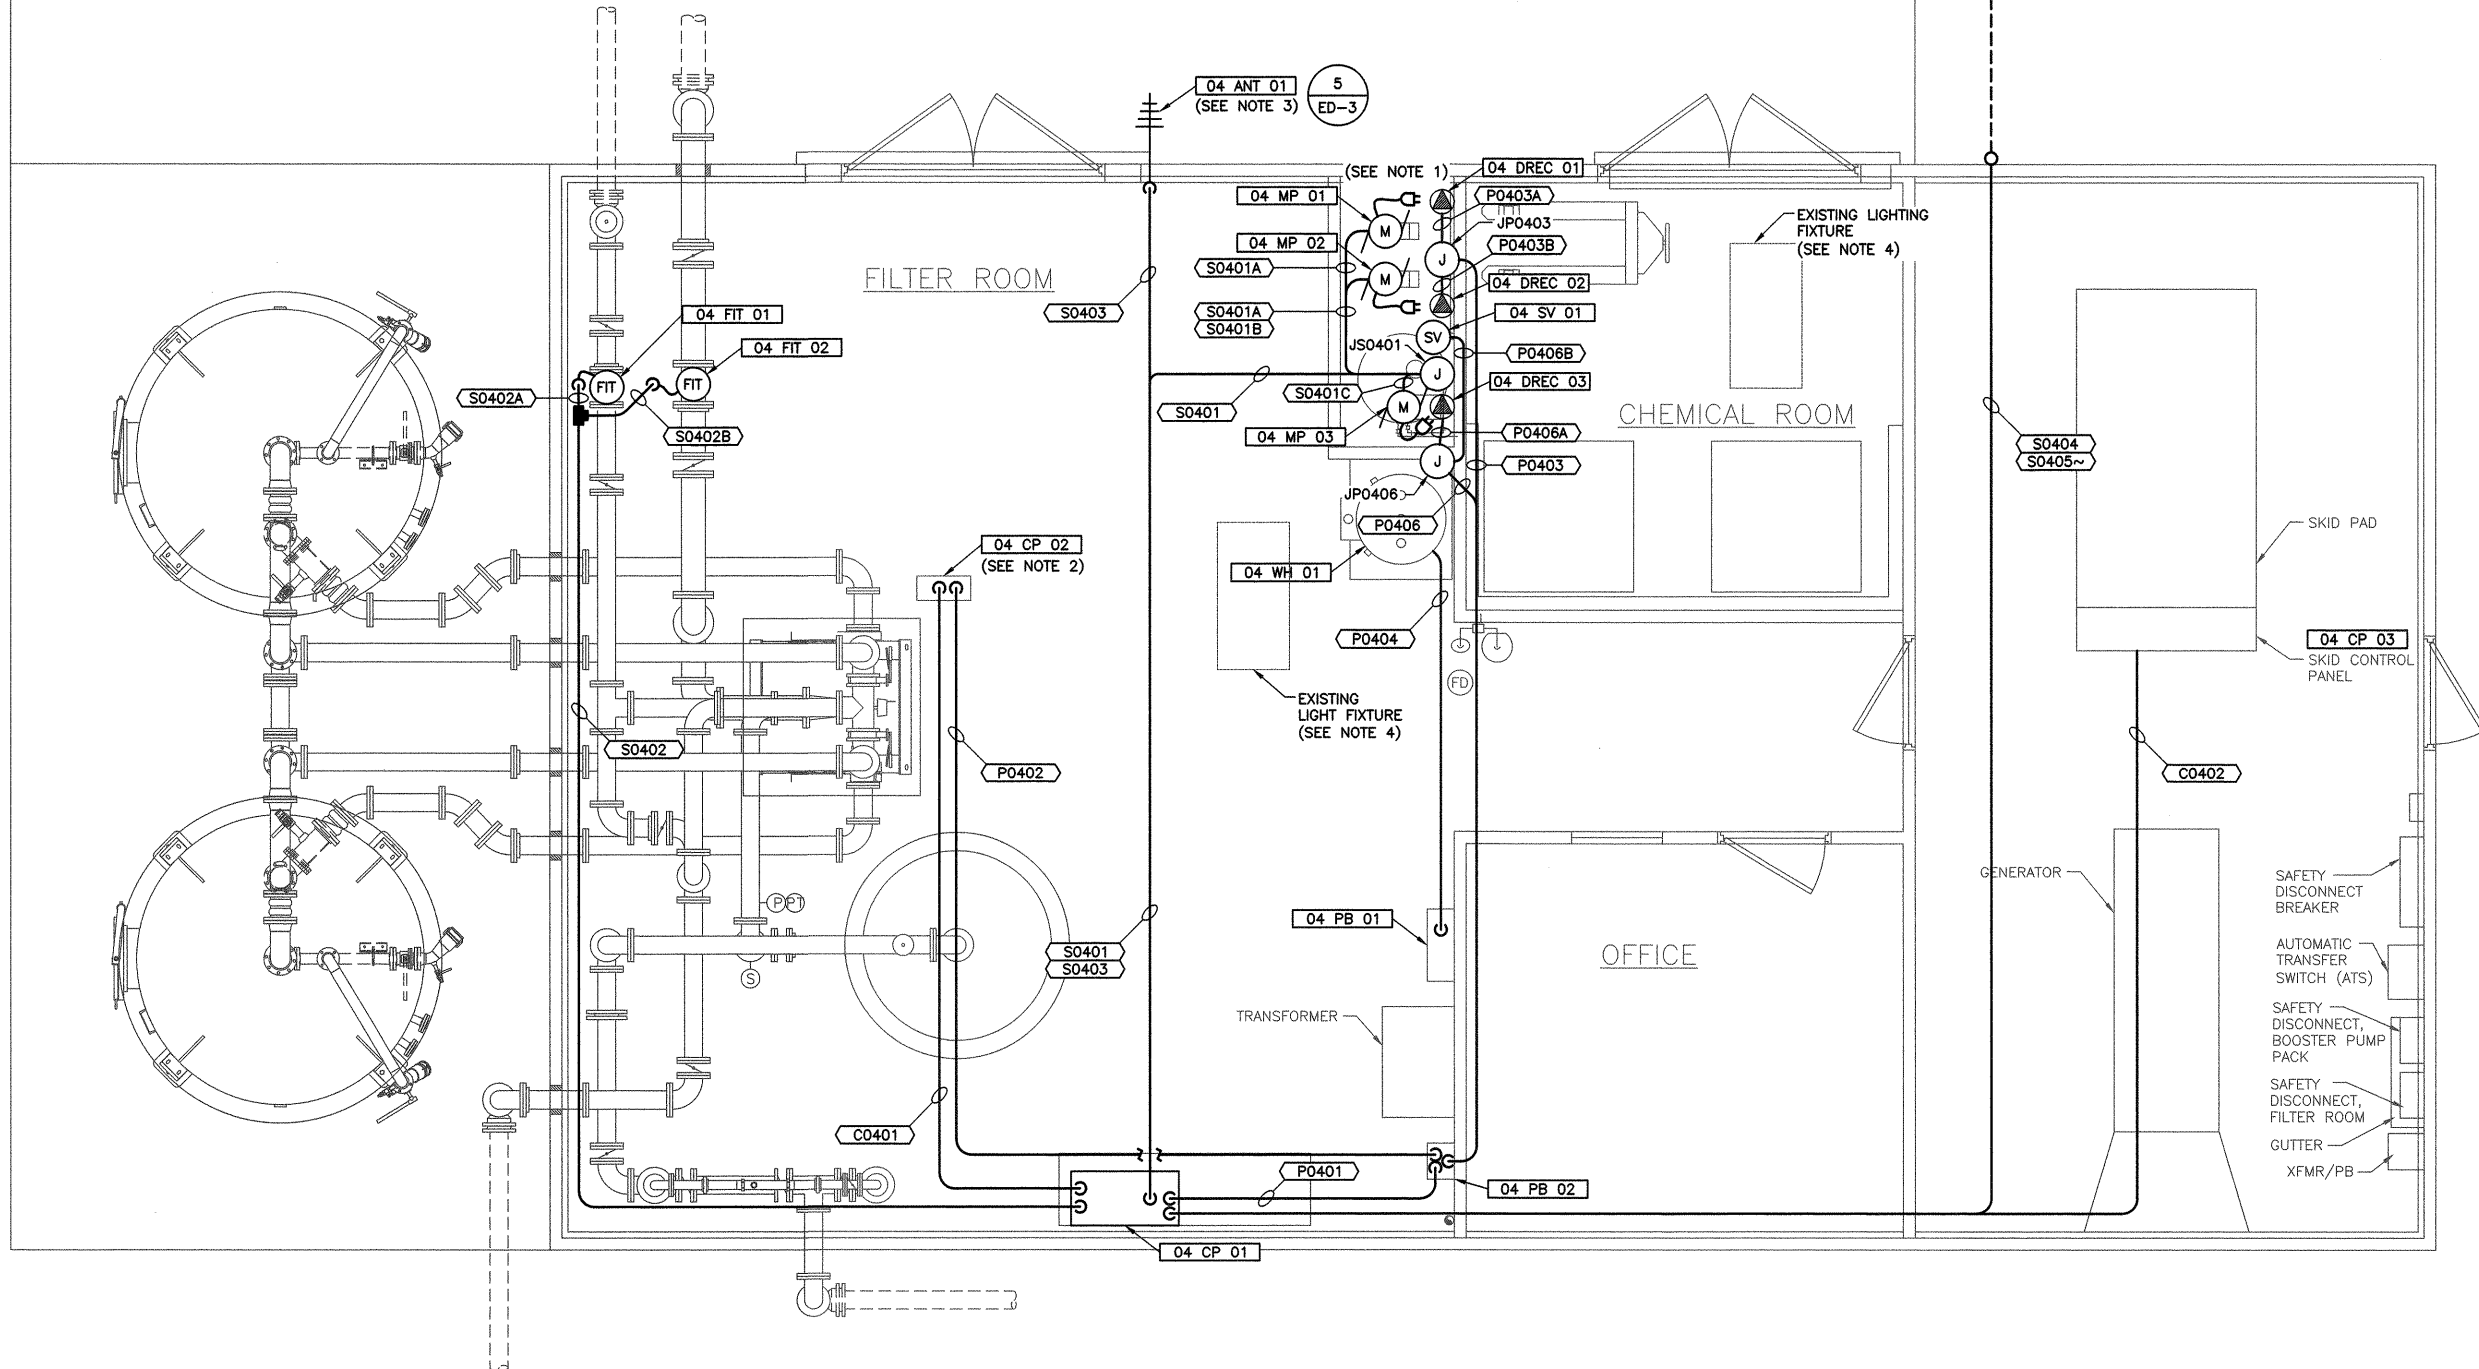 04 ANT 01
(SEE NOTE 3)
5
ED-3
(SEE NOTE 1)
04 DREC 01
04 MP 01
P0403A
JP0403
M
EXISTING LIGHTING
FIXTURE
(SEE NOTE 4)
04 MP 02
P0403B
J
S0401A
M
04 DREC 02
FILTER ROOM
S0403
S0401A
S0401B
04 FIT 01
04 SV 01
SV
JS0401
04 FIT 02
P0406B
FIT
FIT
J
04 DREC 03
S0402A
S0401C
S0401
M
CHEMICAL ROOM
S0402B
04 MP 03
P0406A
J
P0403
S0404
S0405~
JP0406
P0406
SKID PAD
04 CP 02
(SEE NOTE 2)
04 WH 01
P0404
04 CP 03
SKID CONTROL
PANEL
FD
EXISTING
LIGHT FIXTURE
(SEE NOTE 4)
S0402
P0402
C0402
GENERATOR
SAFETY
DISCONNECT
BREAKER
P
PT
04 PB 01
S0401
S0403
S
OFFICE
AUTOMATIC
TRANSFER
SWITCH (ATS)
TRANSFORMER
SAFETY
DISCONNECT,
BOOSTER PUMP
PACK
SAFETY
DISCONNECT,
FILTER ROOM
C0401
GUTTER
P0401
XFMR/PB
04 PB 02
04 CP 01